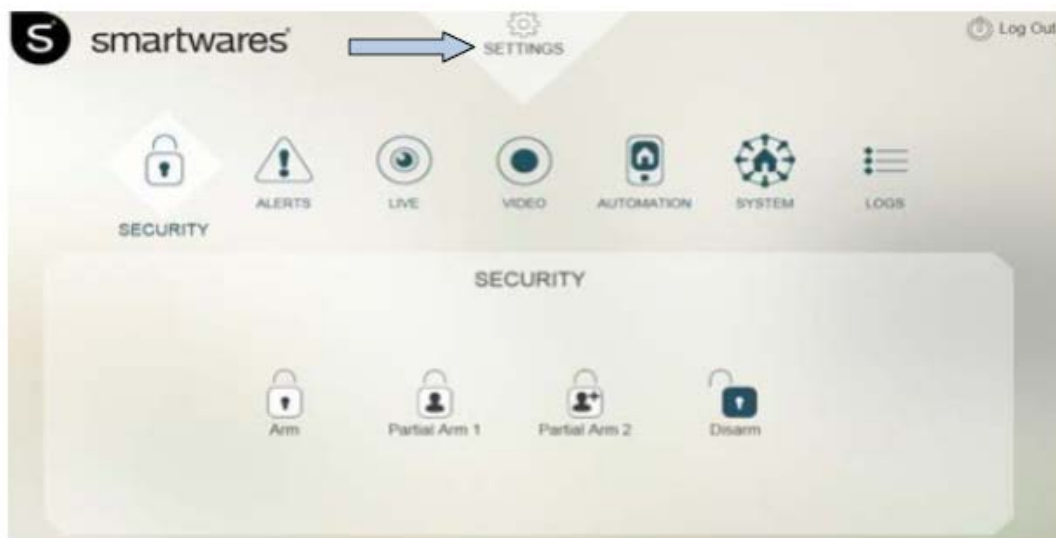 S smartwares®
SETTINGS
Log Out
ALERTS
LIVE
VIDEO
AUTOMATION
SYSTEM
LOGS
SECURITY
SECURITY
Arm
Partial Arm 1
Partial Arm 2
Disarm